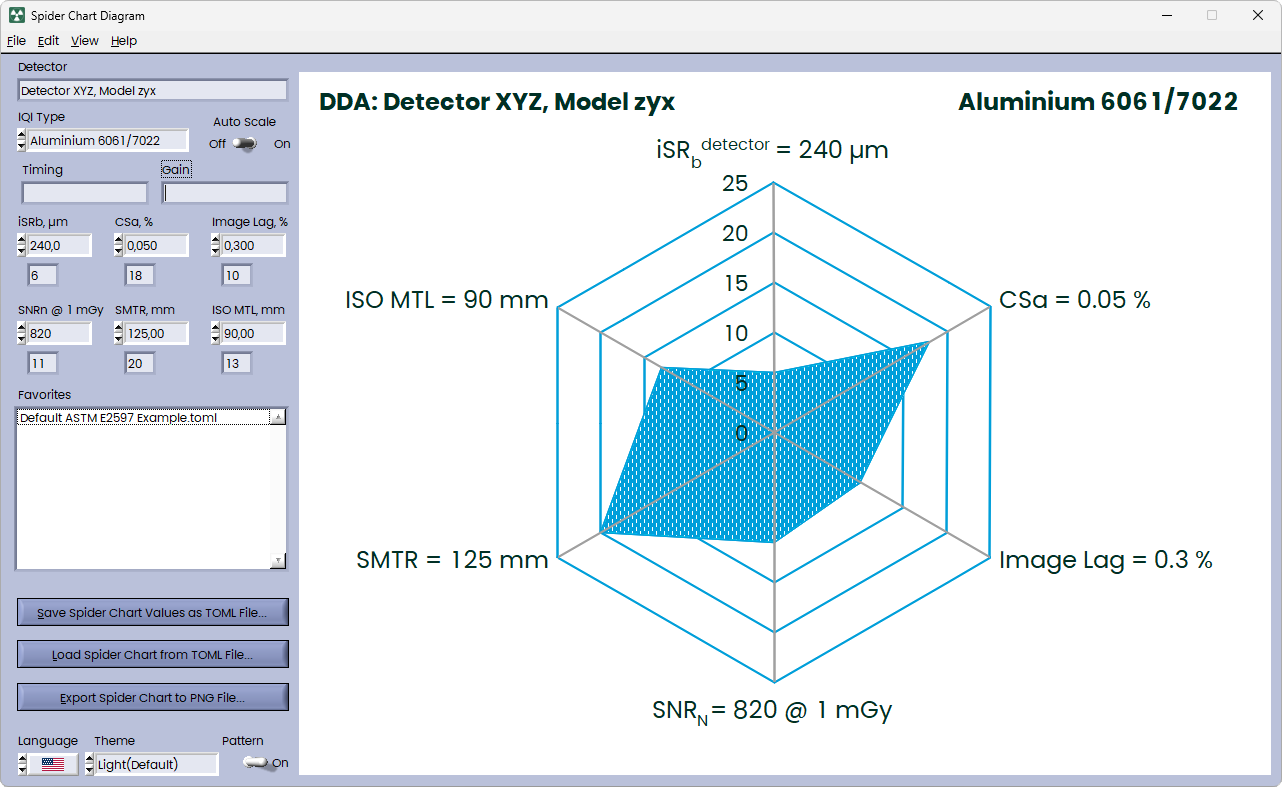 Spider Chart Diagram
File Edit View Help
Detector
Detector XYZ, Model zyx
IQI Type
Aluminium 6061/7022
Auto Scale
Off On
Timing Gain
iSRb, µm CSa, % Image Lag, %
240,0 0,050 0,300
6 18 10
SNRn @ 1 mGy SMTR, mm ISO MTL, mm
820 125,00 90,00
11 20 13
Favorites
Default ASTM E2597 Example.toml
Save Spider Chart Values as TOML File...
Load Spider Chart from TOML File...
Export Spider Chart to PNG File...
Language Theme Pattern
Light(Default) On
DDA: Detector XYZ, Model zyx
Aluminium 6061/7022
iSRb detector = 240 µm
25
20
15
10
5
0
ISO MTL = 90 mm
CSa = 0.05 %
SMTR = 125 mm
Image Lag = 0.3 %
SNRN = 820 @ 1 mGy